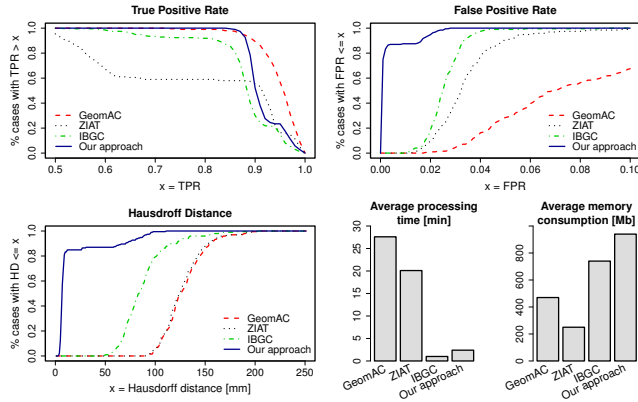 True Positive Rate
% cases with TPR > x
1.0
0.8
0.6
0.4
0.2
0.0
GeomAC
ZIAT
IBGC
Our approach
0.5 0.6 0.7 0.8 0.9 1.0
x = TPR
False Positive Rate
% cases with FPR <= x
1.0
0.8
0.6
0.4
0.2
0.0
GeomAC
ZIAT
IBGC
Our approach
0.00 0.02 0.04 0.06 0.08 0.10
x = FPR
Hausdroff Distance
% cases with HD <= x
1.0
0.8
0.6
0.4
0.2
0.0
GeomAC
ZIAT
IBGC
Our approach
0 50 100 150 200 250
x = Hausdorff distance [mm]
Average processing
time [min]
30
25
20
15
10
5
0
GeomAC ZIAT IBGC Our approach
Average memory
consumption [Mb]
800
600
400
200
0
GeomAC ZIAT IBGC Our approach